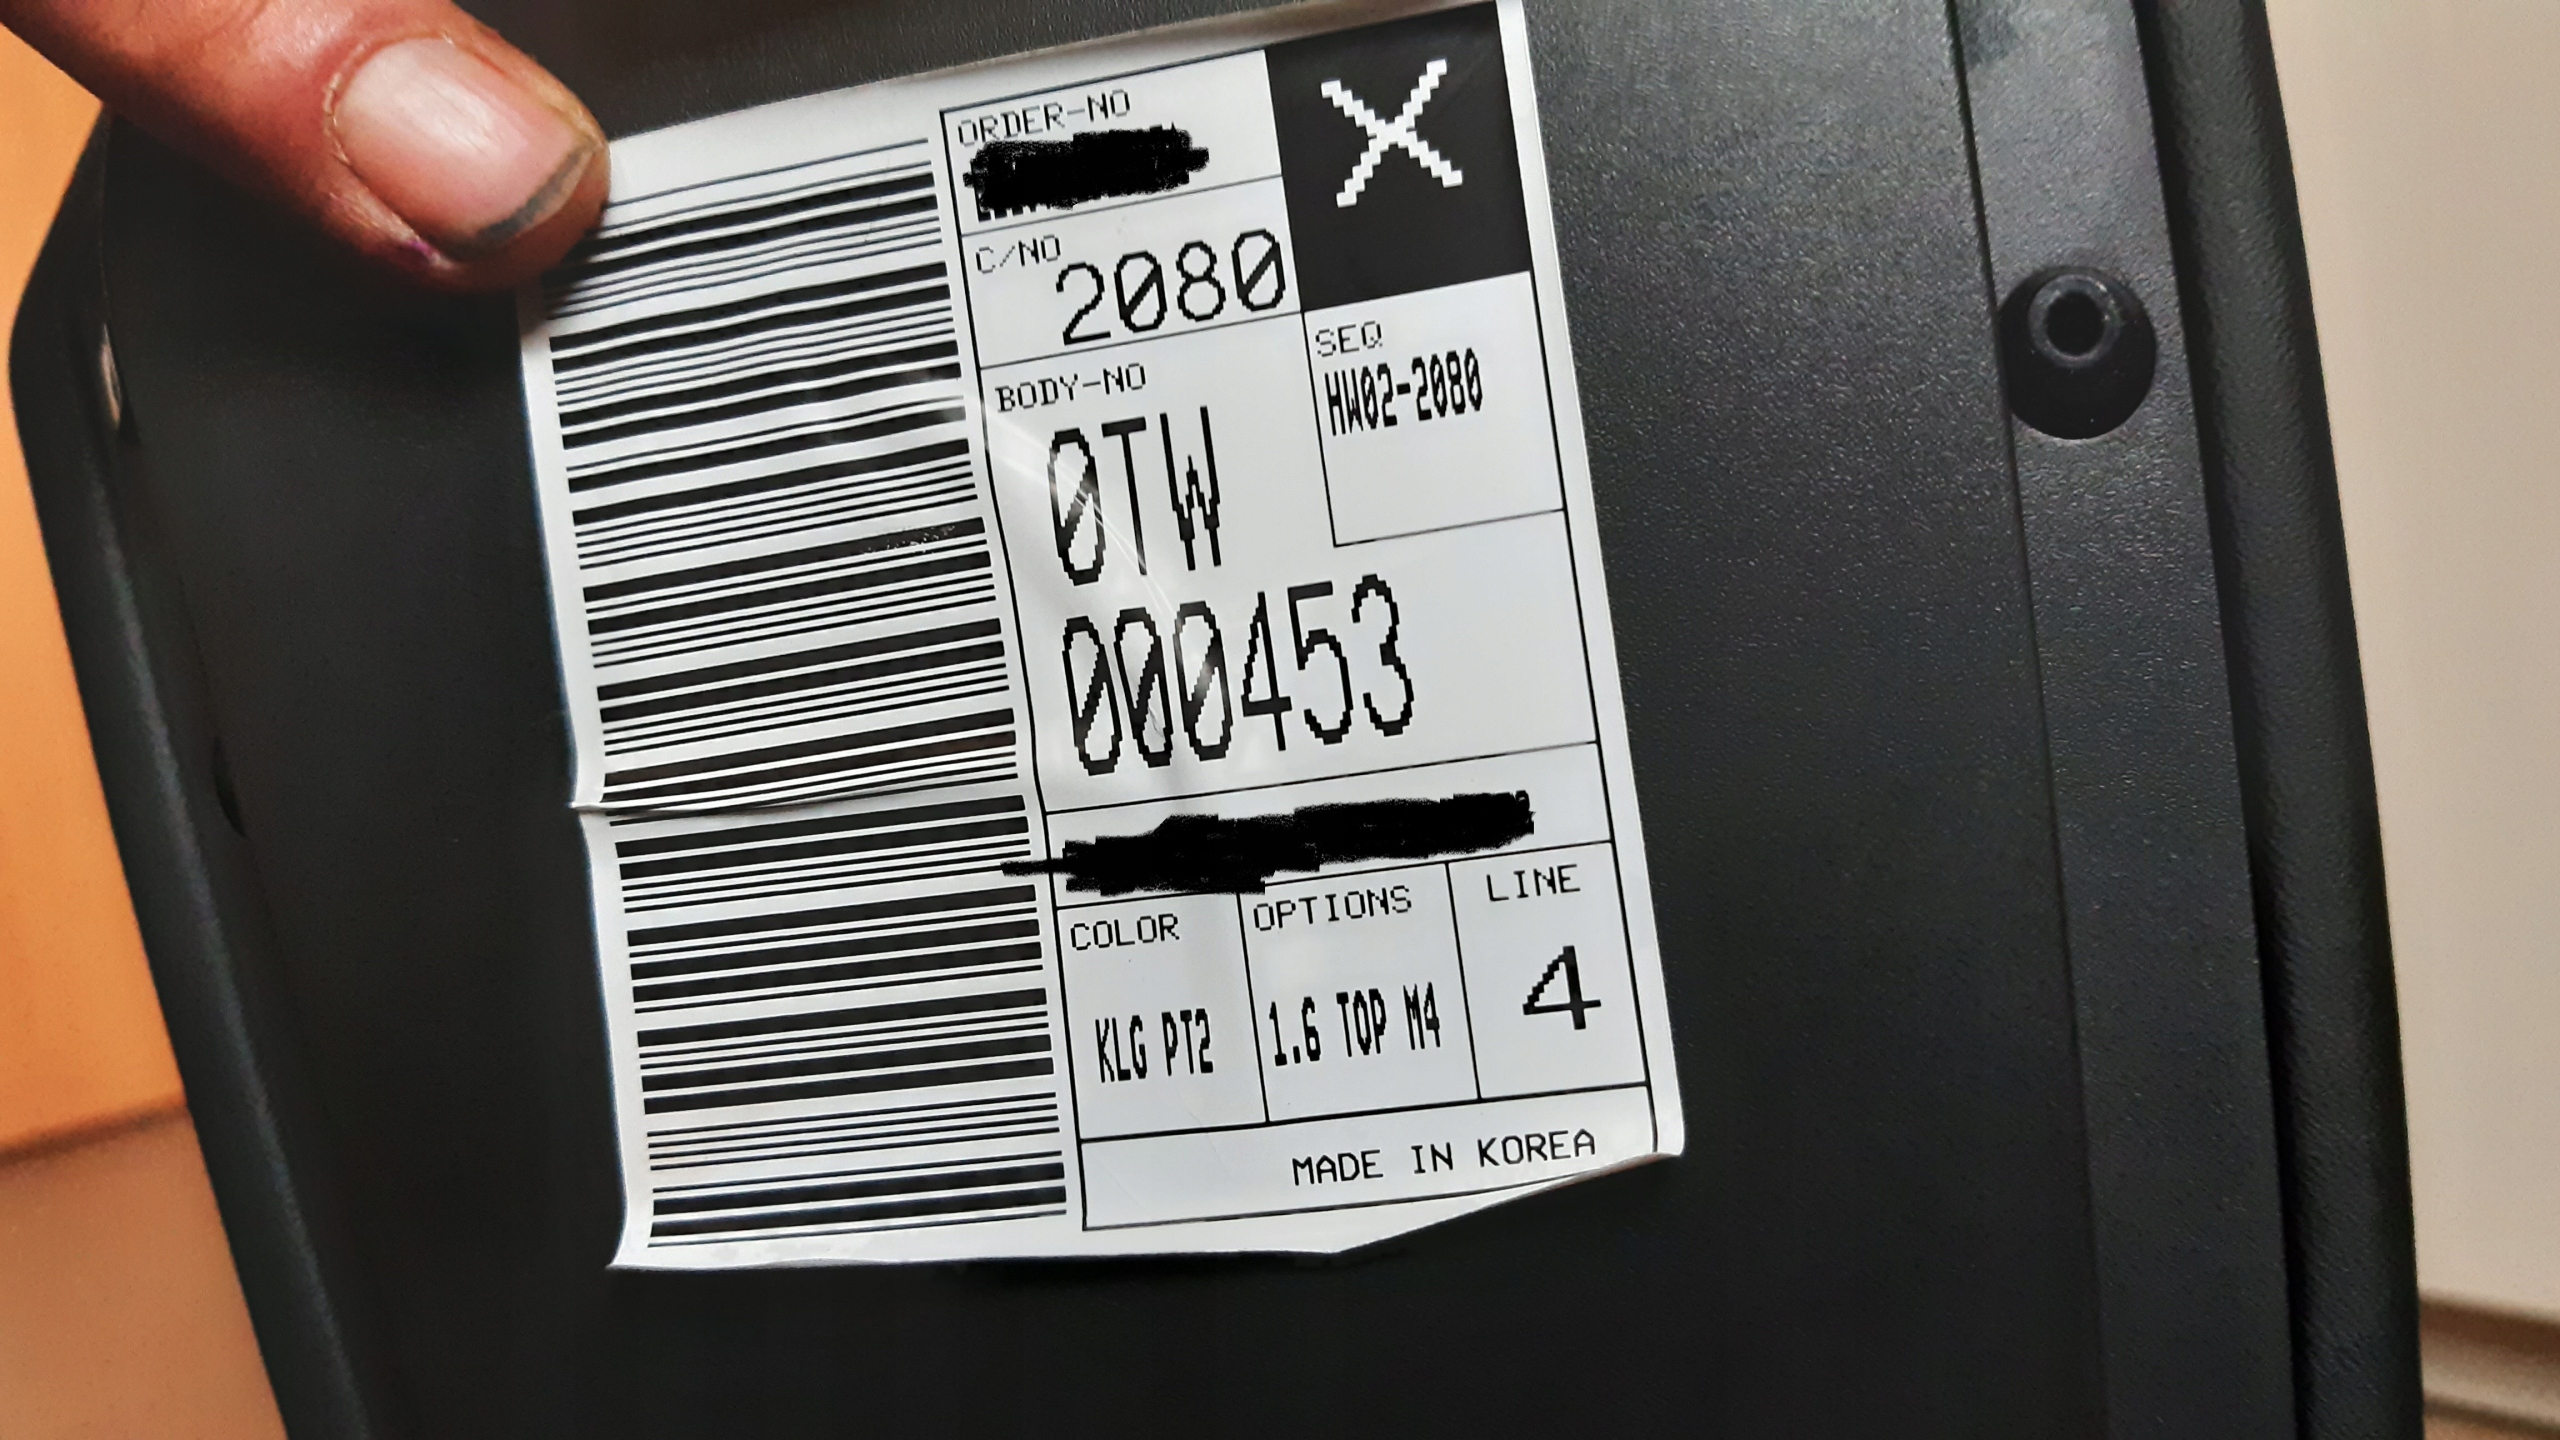 ORDER-NO
X
C/NO
2080
SEQ
HW02-2080
BODY-NO
0TW
000453
COLOR
KLG PT2
OPTIONS
1.6 TOP M4
LINE
4
MADE IN KOREA